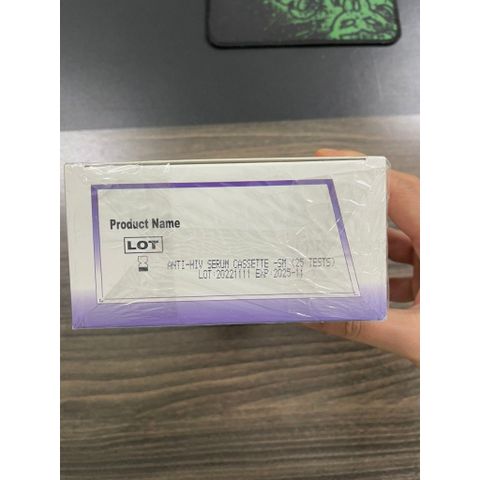 Product Name
LOT
ANTI-HIV SERUM CASSETTE -SM (25 TESTS)
LOT:20221111 EXP:2025-11